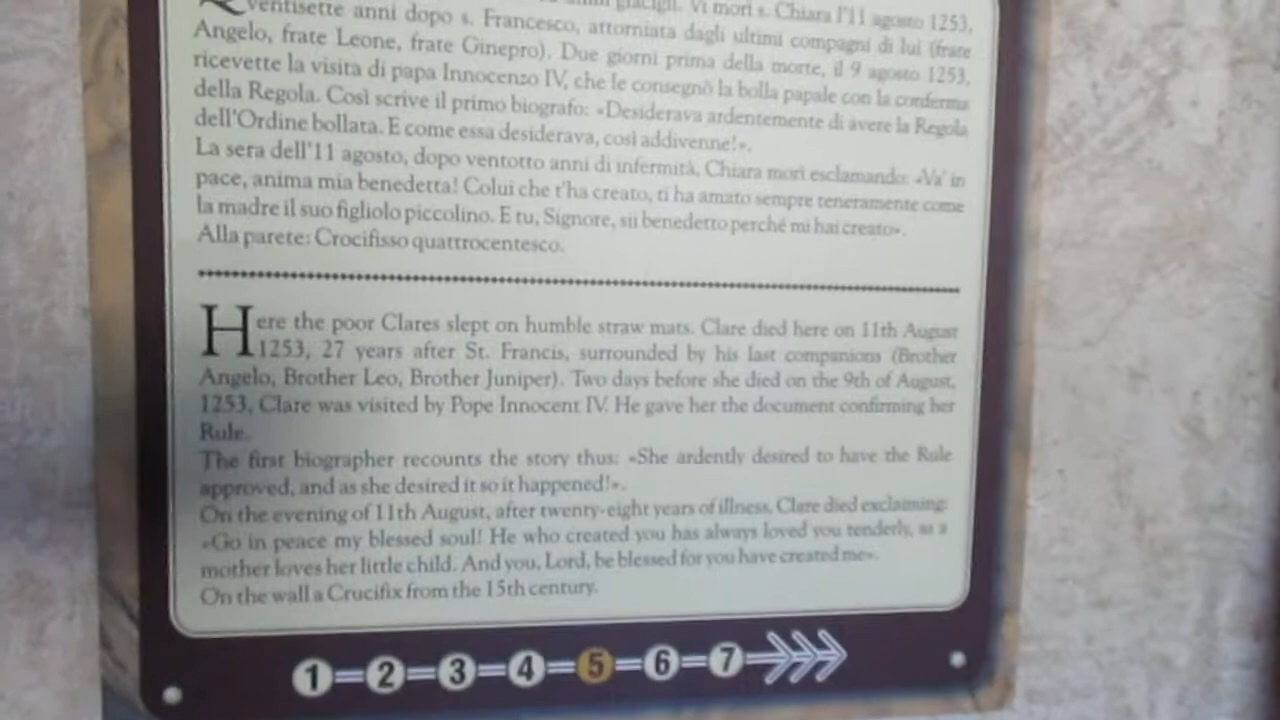 giacigli. Vi morì s. Chiara l'11 agosto 1253,
ventisette anni dopo s. Francesco, attorniata dagli ultimi compagni di lui (frate
Angelo, frate Leone, frate Ginepro). Due giorni prima della morte, il 9 agosto 1253,
ricevette la visita di papa Innocenzo IV, che le consegnò la bolla papale con la conferma
della Regola. Così scrive il primo biografo: «Desiderava ardentemente di avere la Regola
dell'Ordine bollata. E come essa desiderava, così addivenne!».
La sera dell'11 agosto, dopo ventotto anni di infermità, Chiara morì esclamando: «Va' in
pace, anima mia benedetta! Colui che t'ha creato, ti ha amato sempre teneramente come
la madre il suo figliolo piccolino. E tu, Signore, sii benedetto perché mi hai creato».
Alla parete: Crocifisso quattrocentesco.
Here the poor Clares slept on humble straw mats. Clare died here on 11th August
1253, 27 years after St. Francis, surrounded by his last companions (Brother
Angelo, Brother Leo, Brother Juniper). Two days before she died on the 9th of August,
1253, Clare was visited by Pope Innocent IV. He gave her the document confirming her
Rule.
The first biographer recounts the story thus: «She ardently desired to have the Rule
approved, and as she desired it so it happened!».
On the evening of 11th August, after twenty-eight years of illness, Clare died exclaming:
«Go in peace my blessed soul! He who created you has always loved you tenderly, as a
mother loves her little child. And you, Lord, be blessed for you have created me».
On the wall a Crucifix from the 15th century.
1 2 3 4 5 6 7